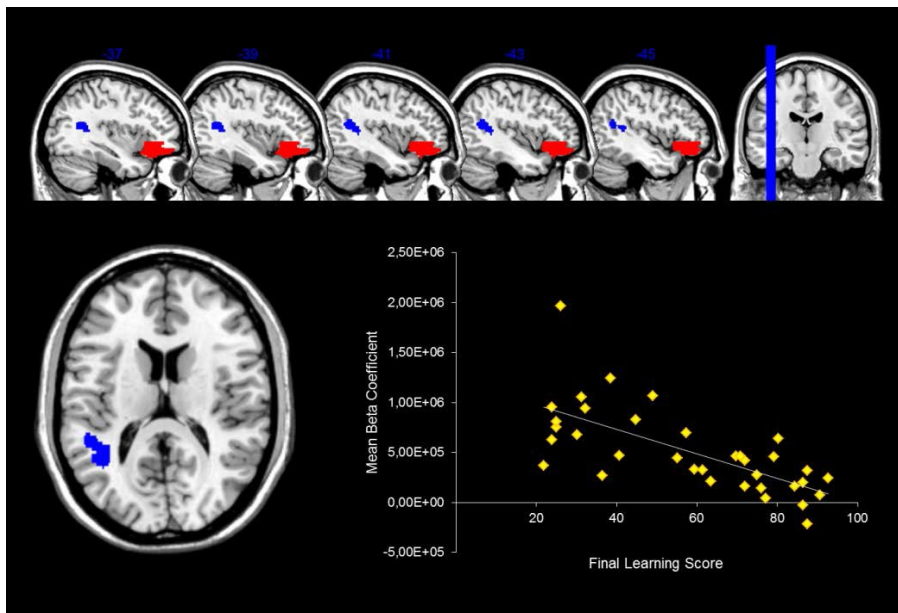 -37 -39 -41 -43 -45
2,50E+06
2,00E+06
1,50E+06
1,00E+06
5,00E+05
0,00E+00
-5,00E+05
Mean Beta Coefficient
20 40 60 80 100
Final Learning Score